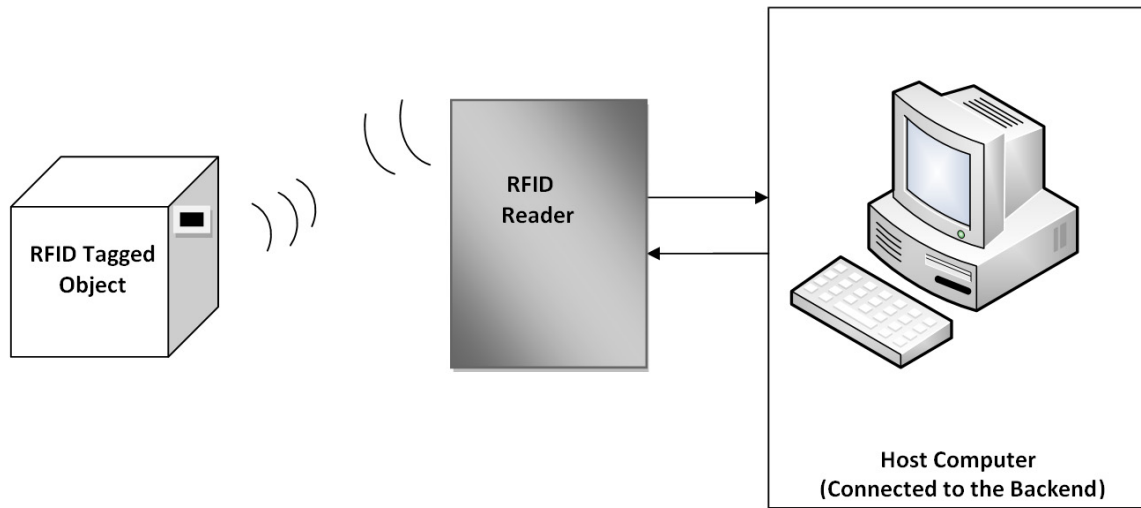 RFID Tagged
Object
RFID
Reader
Host Computer
(Connected to the Backend)